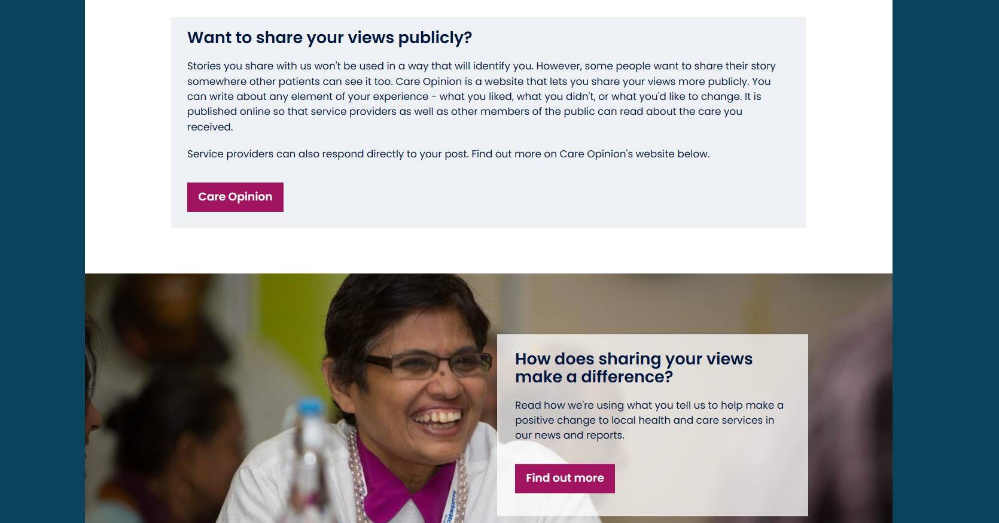 Want to share your views publicly?
Stories you share with us won't be used in a way that will identify you. However, some people want to share their story
somewhere other patients can see it too. Care Opinion is a website that lets you share your views more publicly. You
can write about any element of your experience - what you liked, what you didn't, or what you'd like to change. It is
published online so that service providers as well as other members of the public can read about the care you
received.
Service providers can also respond directly to your post. Find out more on Care Opinion's website below.
Care Opinion
How does sharing your views
make a difference?
Read how we're using what you tell us to help make a
positive change to local health and care services in
our news and reports.
Find out more